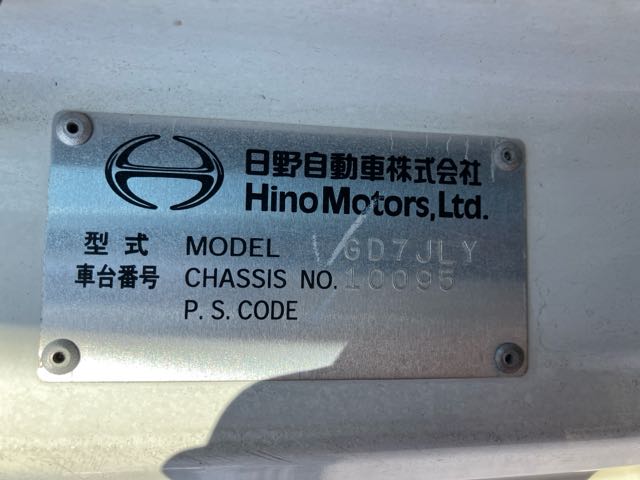 日野自動車株式会社
Hino Motors, Ltd.
型式 MODEL GD7JLY
車台番号 CHASSIS NO. 10095
P. S. CODE